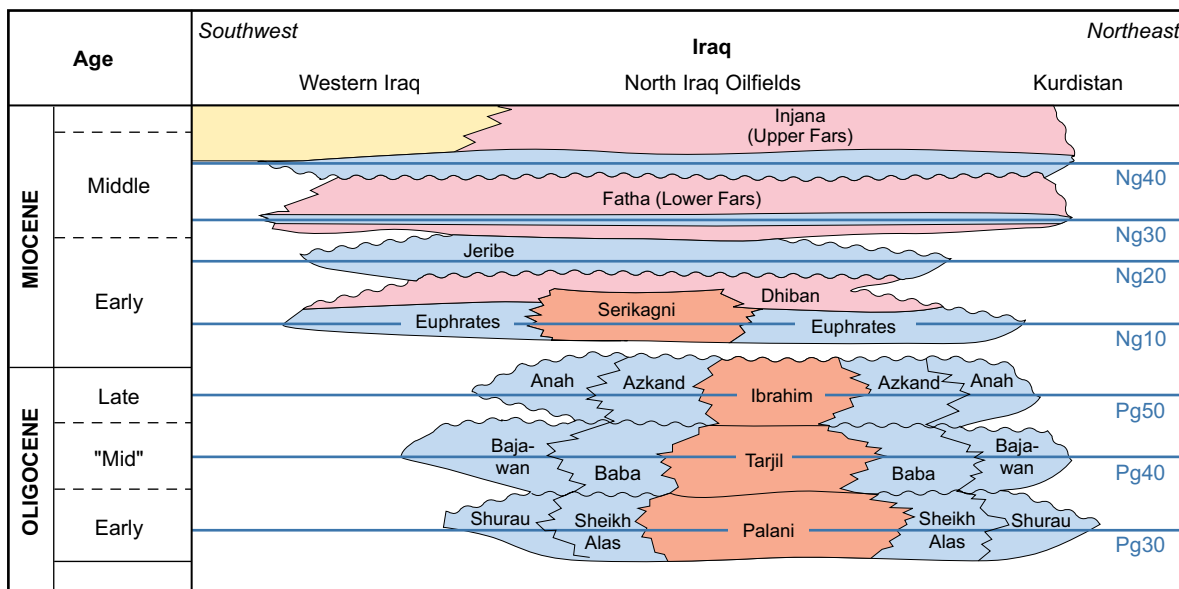 Age
Southwest
Iraq
Northeast
Western Iraq
North Iraq Oilfields
Kurdistan
MIOCENE
Middle
Early
Injana
(Upper Fars)
Ng40
Fatha (Lower Fars)
Ng30
Jeribe
Ng20
Dhiban
Serikagni
Euphrates
Euphrates
Ng10
OLIGOCENE
Late
"Mid"
Early
Anah
Azkand
Ibrahim
Azkand
Anah
Pg50
Baja-
wan
Baba
Tarjil
Baba
Baja-
wan
Pg40
Shurau
Sheikh
Alas
Palani
Sheikh
Alas
Shurau
Pg30